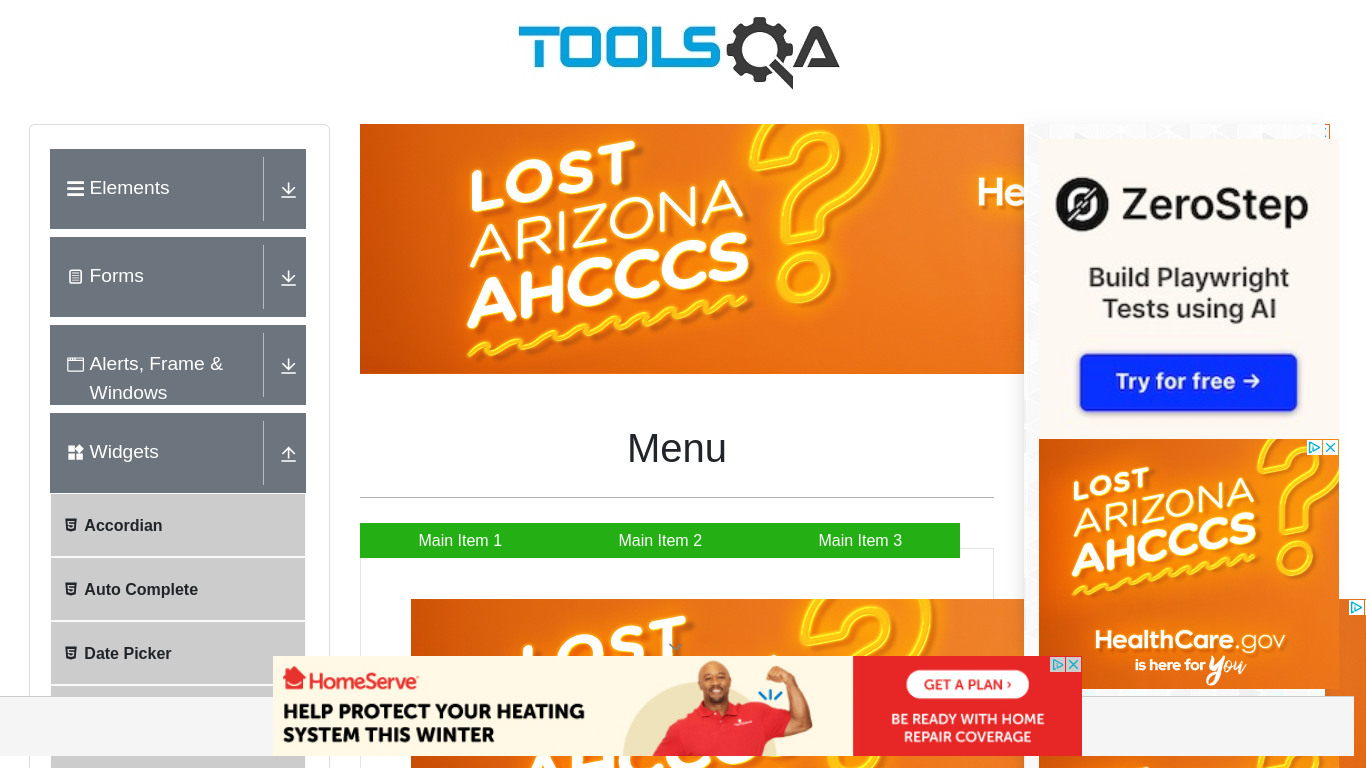 TOOLSQA
Elements
Forms
Alerts, Frame &
Windows
Widgets
Accordian
Auto Complete
Date Picker
LOST
ARIZONA
AHCCCS
?
He
Menu
Main Item 1
Main Item 2
Main Item 3
LOST
?
AHCCCS
ZeroStep
Build Playwright
Tests using AI
Try for free →
LOST
ARIZONA
AHCCCS
?
HealthCare.gov
is here for You
HomeServe
HELP PROTECT YOUR HEATING
SYSTEM THIS WINTER
GET A PLAN ›
BE READY WITH HOME
REPAIR COVERAGE